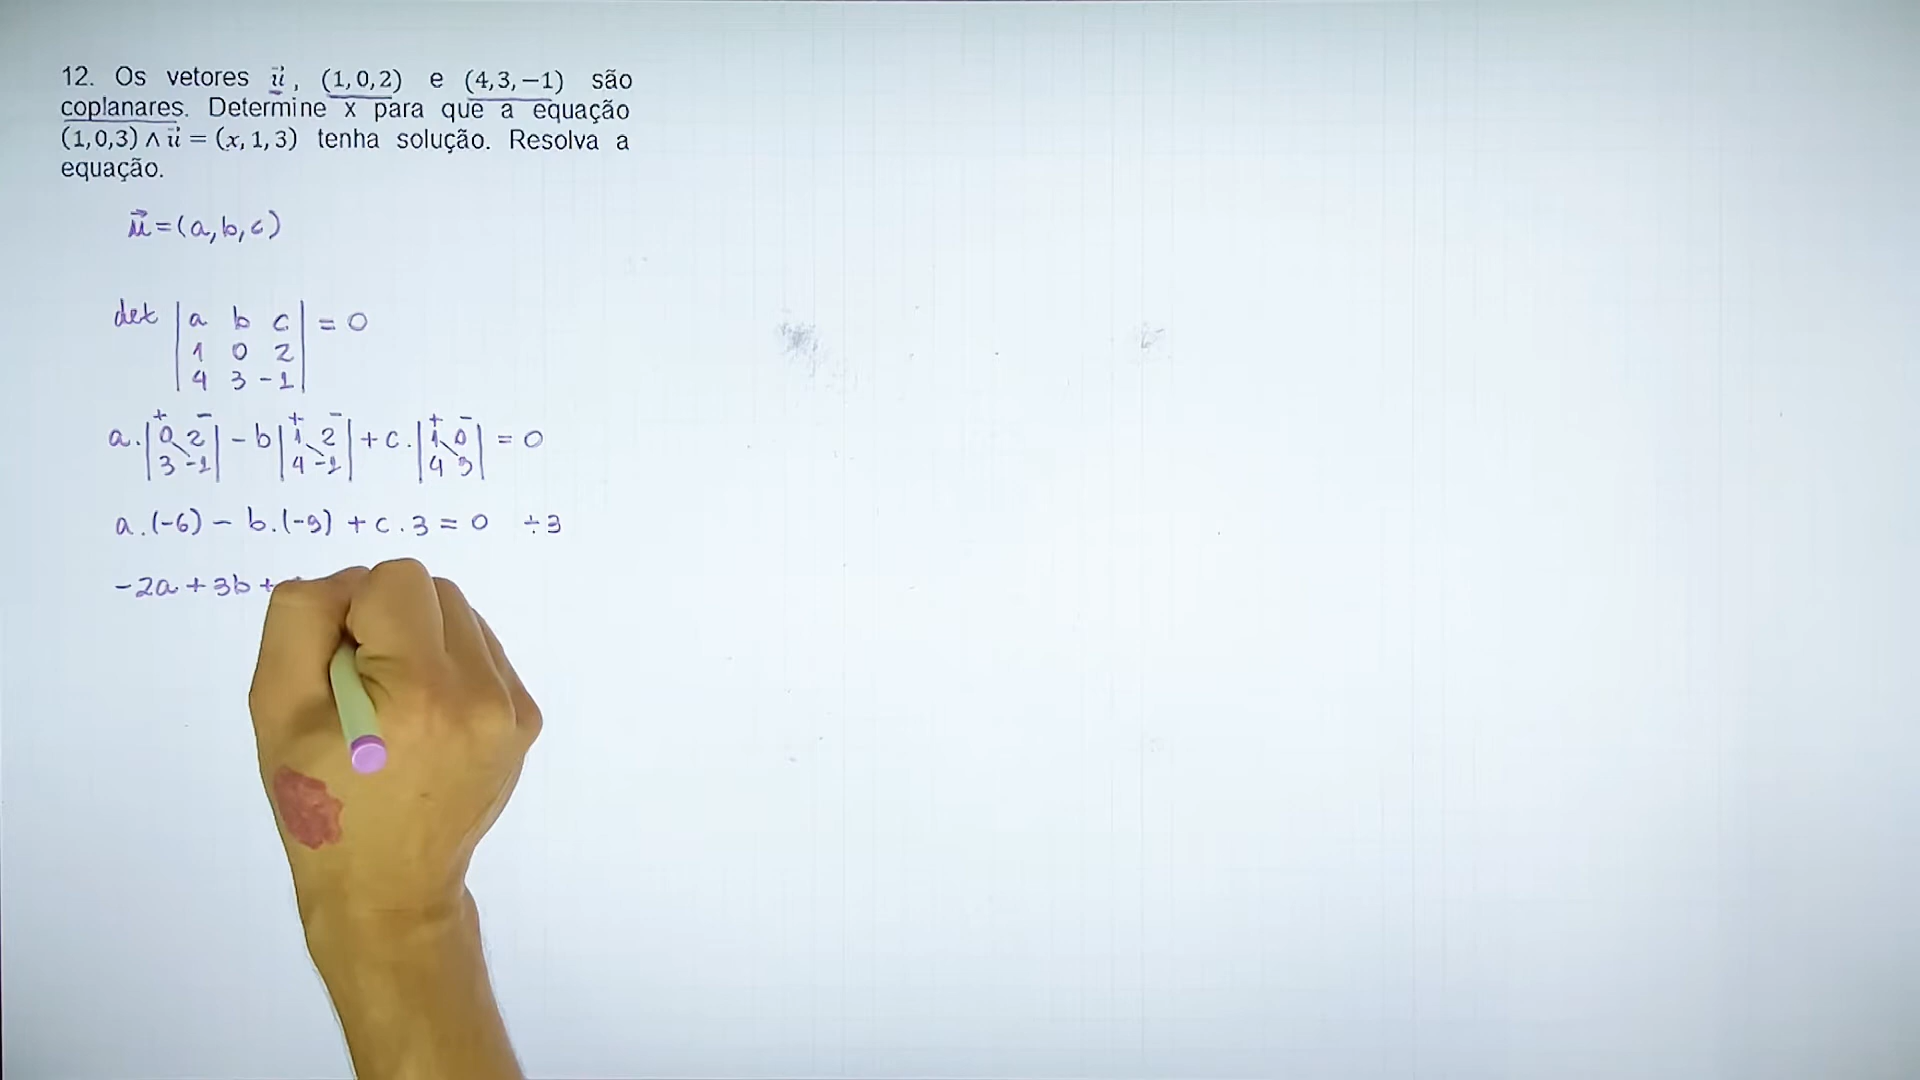 12. Os vetores u⃗, (1,0,2) e (4,3,−1) são
coplanares. Determine x para que a equação
(1,0,3) ∧ u⃗ = (x, 1, 3) tenha solução. Resolva a
equação.
u⃗ = (a, b, c)
det | a b c | = 0
| 1 0 2 |
| 4 3 -1 |
+ - + - + -
a. | 0 2 | - b | 1 2 | + c. | 1 0 | = 0
| 3 -1 | | 4 -1 | | 4 3 |
a.(-6) - b.(-9) + c.3 = 0 ÷3
-2a + 3b +